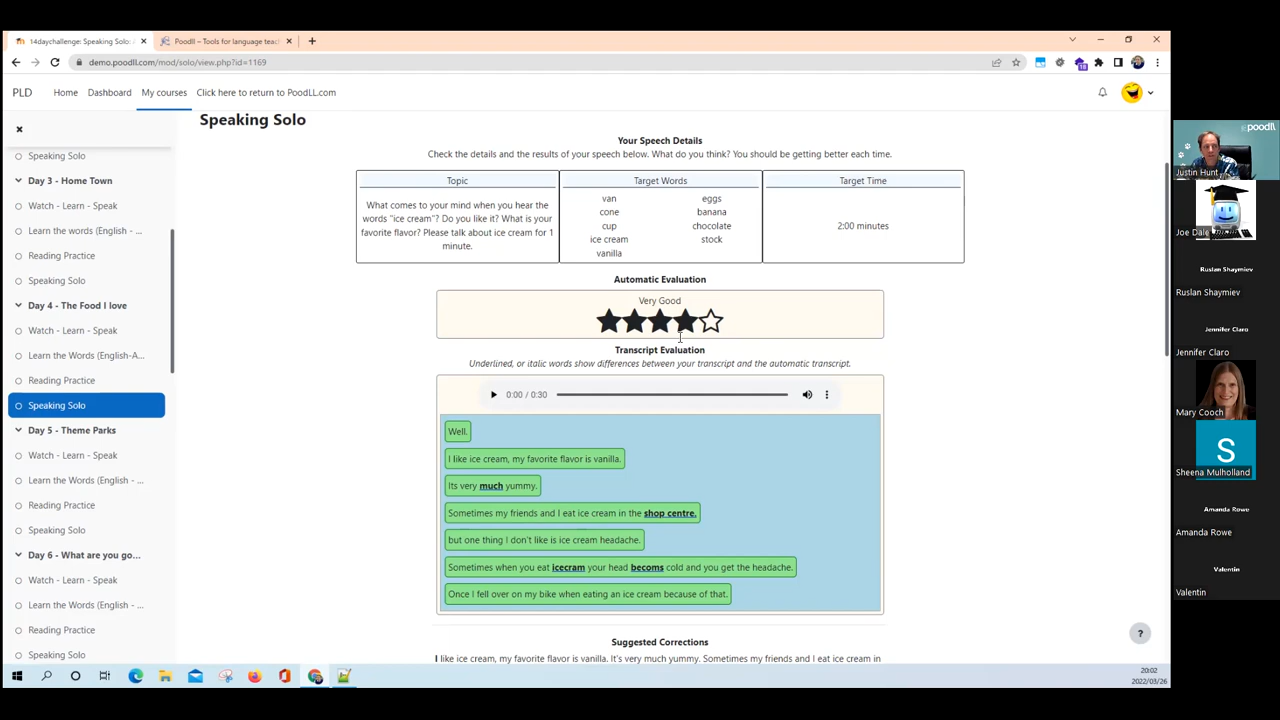 14daychallenge: Speaking Solo:
Poodll – Tools for language teac
demo.poodll.com/mod/solo/view.php?id=1169
18
PLD
Home
Dashboard
My courses
Click here to return to PoodLL.com
Speaking Solo
Day 3 - Home Town
Watch - Learn - Speak
Learn the words (English - ...
Reading Practice
Speaking Solo
Day 4 - The Food I love
Watch - Learn - Speak
Learn the Words (English-A...
Reading Practice
Speaking Solo
Day 5 - Theme Parks
Watch - Learn - Speak
Learn the Words (English - ...
Reading Practice
Speaking Solo
Day 6 - What are you go...
Watch - Learn - Speak
Learn the Words (English - ...
Reading Practice
Speaking Solo
Speaking Solo
Your Speech Details
Check the details and the results of your speech below. What do you think? You should be getting better each time.
Topic
What comes to your mind when you hear the
words "ice cream"? Do you like it? What is your
favorite flavor? Please talk about ice cream for 1
minute.
Target Words
van eggs
cone banana
cup chocolate
ice cream stock
vanilla
Target Time
2:00 minutes
Automatic Evaluation
Very Good
Transcript Evaluation
Underlined, or italic words show differences between your transcript and the automatic transcript.
0:00 / 0:30
Well.
I like ice cream, my favorite flavor is vanilla.
Its very much yummy.
Sometimes my friends and I eat ice cream in the shop centre.
but one thing I don't like is ice cream headache.
Sometimes when you eat icecram your head becoms cold and you get the headache.
Once I fell over on my bike when eating an ice cream because of that.
Suggested Corrections
I like ice cream, my favorite flavor is vanilla. It's very much yummy. Sometimes my friends and I eat ice cream in
?
20:02
2022/03/26
poodll
Justin Hunt
Joe Dale
Ruslan Shaymiev
Ruslan Shaymiev
Jennifer Claro
Jennifer Claro
Mary Cooch
S
Sheena Mulholland
Amanda Rowe
Amanda Rowe
Valentin
Valentin